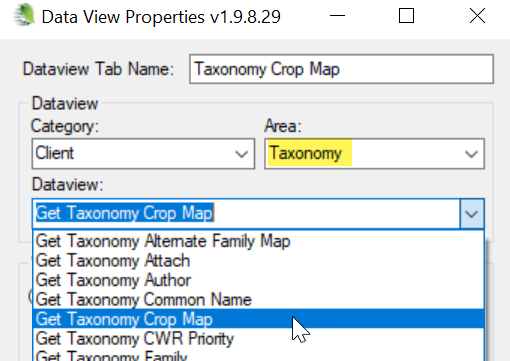 Data View Properties v1.9.8.29
Dataview Tab Name: Taxonomy Crop Map
Dataview
Category: Area:
Client Taxonomy
Dataview:
Get Taxonomy Crop Map
Get Taxonomy Alternate Family Map
Get Taxonomy Attach
Get Taxonomy Author
Get Taxonomy Common Name
Get Taxonomy Crop Map
Get Taxonomy CWR Priority
Get Taxonomy Family